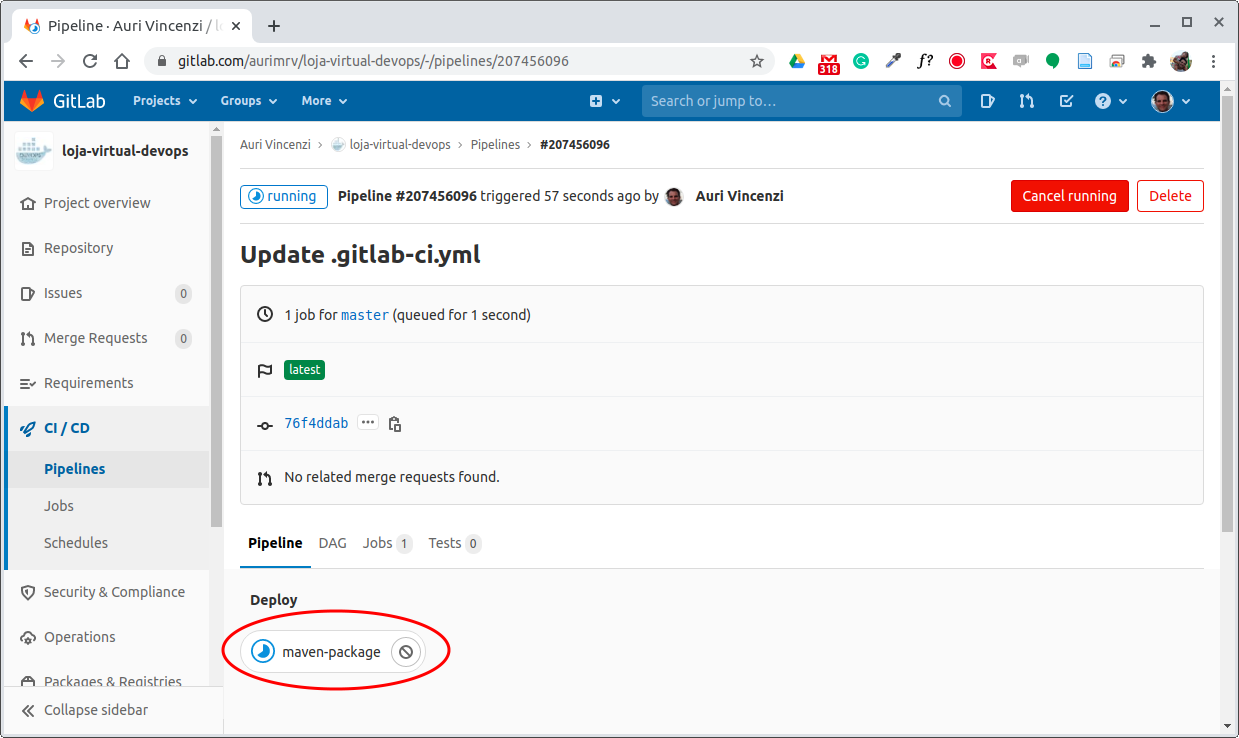 Pipeline · Auri Vincenzi / l
gitlab.com/aurimrv/loja-virtual-devops/-/pipelines/207456096
f?
318
GitLab Projects Groups More Search or jump to...
loja-virtual-devops
Project overview
Repository
Issues 0
Merge Requests 0
Requirements
CI / CD
Pipelines
Jobs
Schedules
Security & Compliance
Operations
Packages & Registries
Collapse sidebar
Auri Vincenzi › loja-virtual-devops › Pipelines › #207456096
running Pipeline #207456096 triggered 57 seconds ago by Auri Vincenzi Cancel running Delete
Update .gitlab-ci.yml
1 job for master (queued for 1 second)
latest
76f4ddab ...
No related merge requests found.
Pipeline DAG Jobs 1 Tests 0
Deploy
maven-package